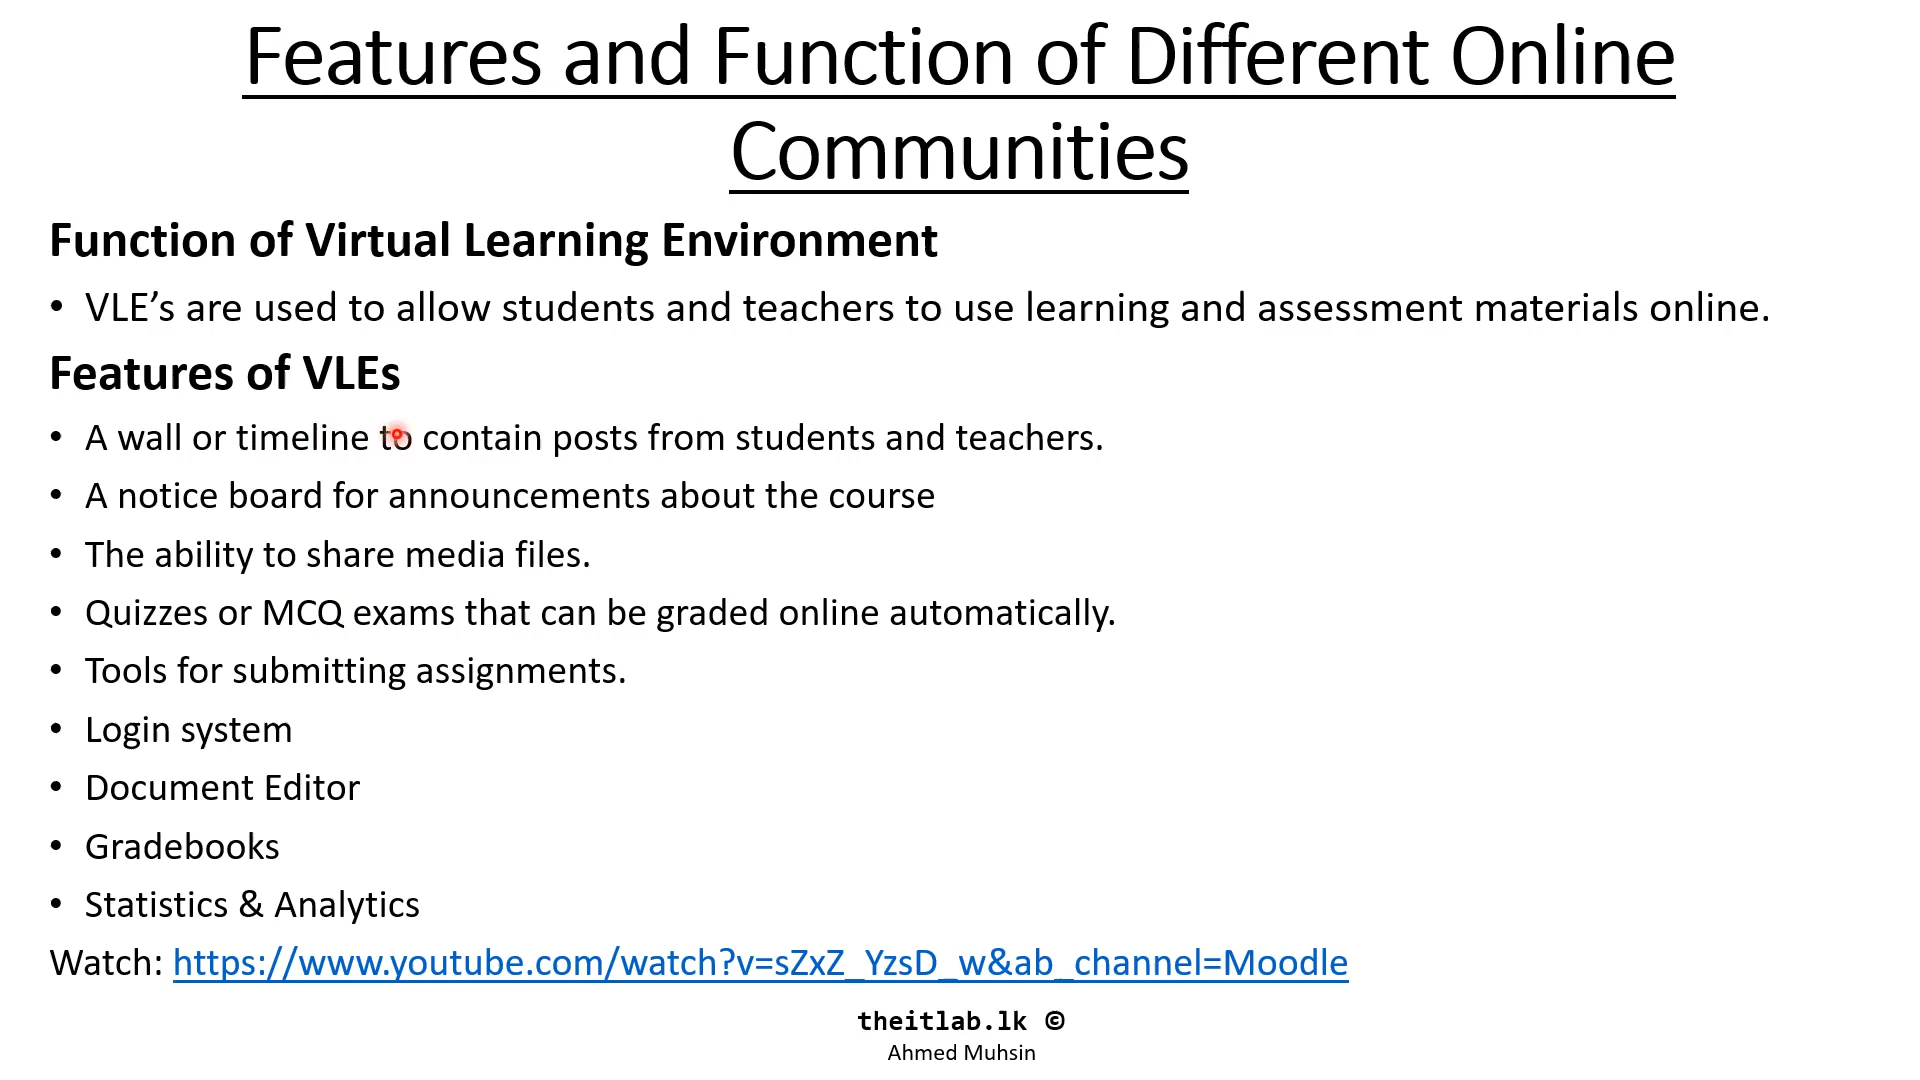 Features and Function of Different Online
Communities
Function of Virtual Learning Environment
• VLE’s are used to allow students and teachers to use learning and assessment materials online.
Features of VLEs
• A wall or timeline to contain posts from students and teachers.
• A notice board for announcements about the course
• The ability to share media files.
• Quizzes or MCQ exams that can be graded online automatically.
• Tools for submitting assignments.
• Login system
• Document Editor
• Gradebooks
• Statistics & Analytics
Watch: https://www.youtube.com/watch?v=sZxZ_YzsD_w&ab_channel=Moodle
theitlab.lk ©
Ahmed Muhsin